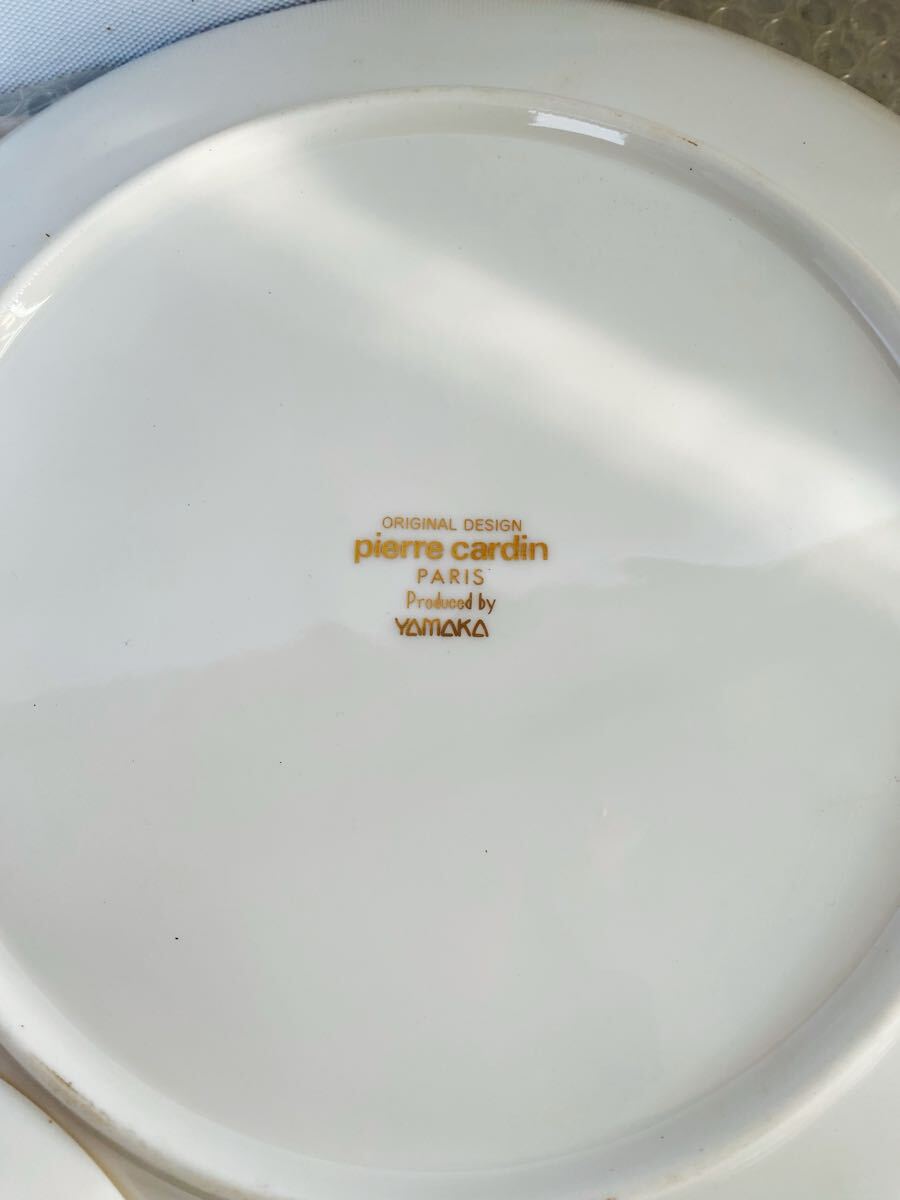 ORIGINAL DESIGN
pierre cardin
PARIS
Produced by
YAMAKA